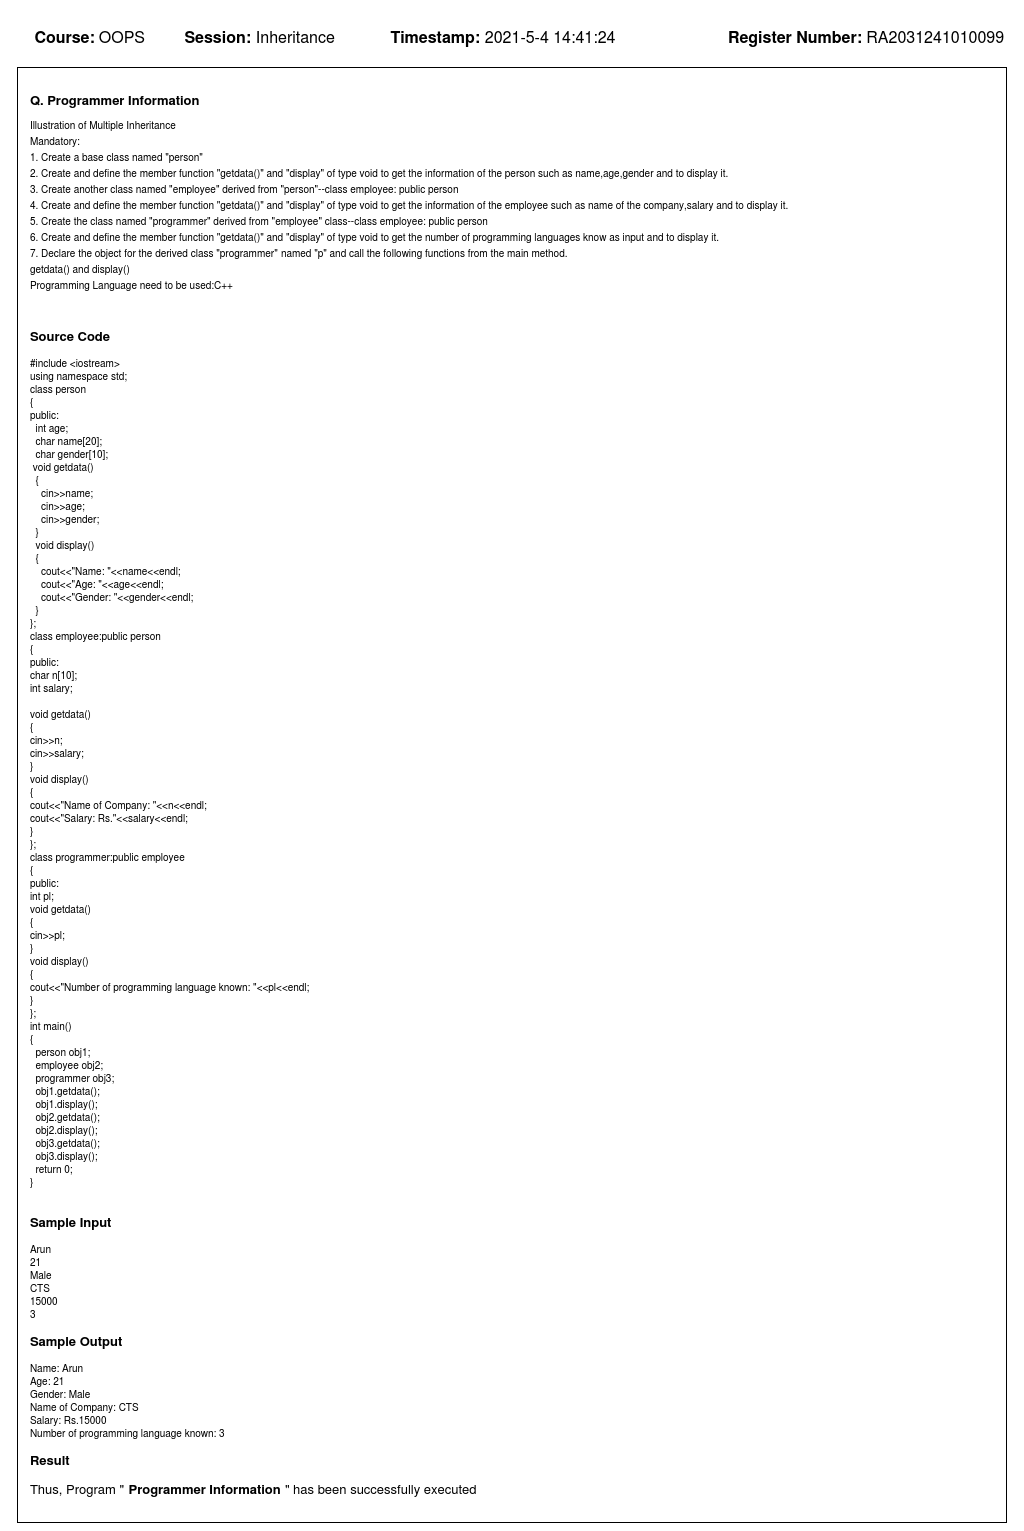 Course: OOPS Session: Inheritance Timestamp: 2021-5-4 14:41:24 Register Number: RA2031241010099
Q. Programmer Information
Illustration of Multiple Inheritance
Mandatory:
1. Create a base class named "person"
2. Create and define the member function "getdata()" and "display" of type void to get the information of the person such as name,age,gender and to display it.
3. Create another class named "employee" derived from "person"--class employee: public person
4. Create and define the member function "getdata()" and "display" of type void to get the information of the employee such as name of the company,salary and to display it.
5. Create the class named "programmer" derived from "employee" class--class employee: public person
6. Create and define the member function "getdata()" and "display" of type void to get the number of programming languages know as input and to display it.
7. Declare the object for the derived class "programmer" named "p" and call the following functions from the main method.
getdata() and display()
Programming Language need to be used:C++
Source Code
#include <iostream>
using namespace std;
class person
{
public:
  int age;
  char name[20];
  char gender[10];
 void getdata()
  {
    cin>>name;
    cin>>age;
    cin>>gender;
  }
  void display()
  {
    cout<<"Name: "<<name<<endl;
    cout<<"Age: "<<age<<endl;
    cout<<"Gender: "<<gender<<endl;
  }
};
class employee:public person
{
public:
char n[10];
int salary;

void getdata()
{
cin>>n;
cin>>salary;
}
void display()
{
cout<<"Name of Company: "<<n<<endl;
cout<<"Salary: Rs."<<salary<<endl;
}
};
class programmer:public employee
{
public:
int pl;
void getdata()
{
cin>>pl;
}
void display()
{
cout<<"Number of programming language known: "<<pl<<endl;
}
};
int main()
{
  person obj1;
  employee obj2;
  programmer obj3;
  obj1.getdata();
  obj1.display();
  obj2.getdata();
  obj2.display();
  obj3.getdata();
  obj3.display();
  return 0;
}
Sample Input
Arun
21
Male
CTS
15000
3
Sample Output
Name: Arun
Age: 21
Gender: Male
Name of Company: CTS
Salary: Rs.15000
Number of programming language known: 3
Result
Thus, Program " Programmer Information " has been successfully executed